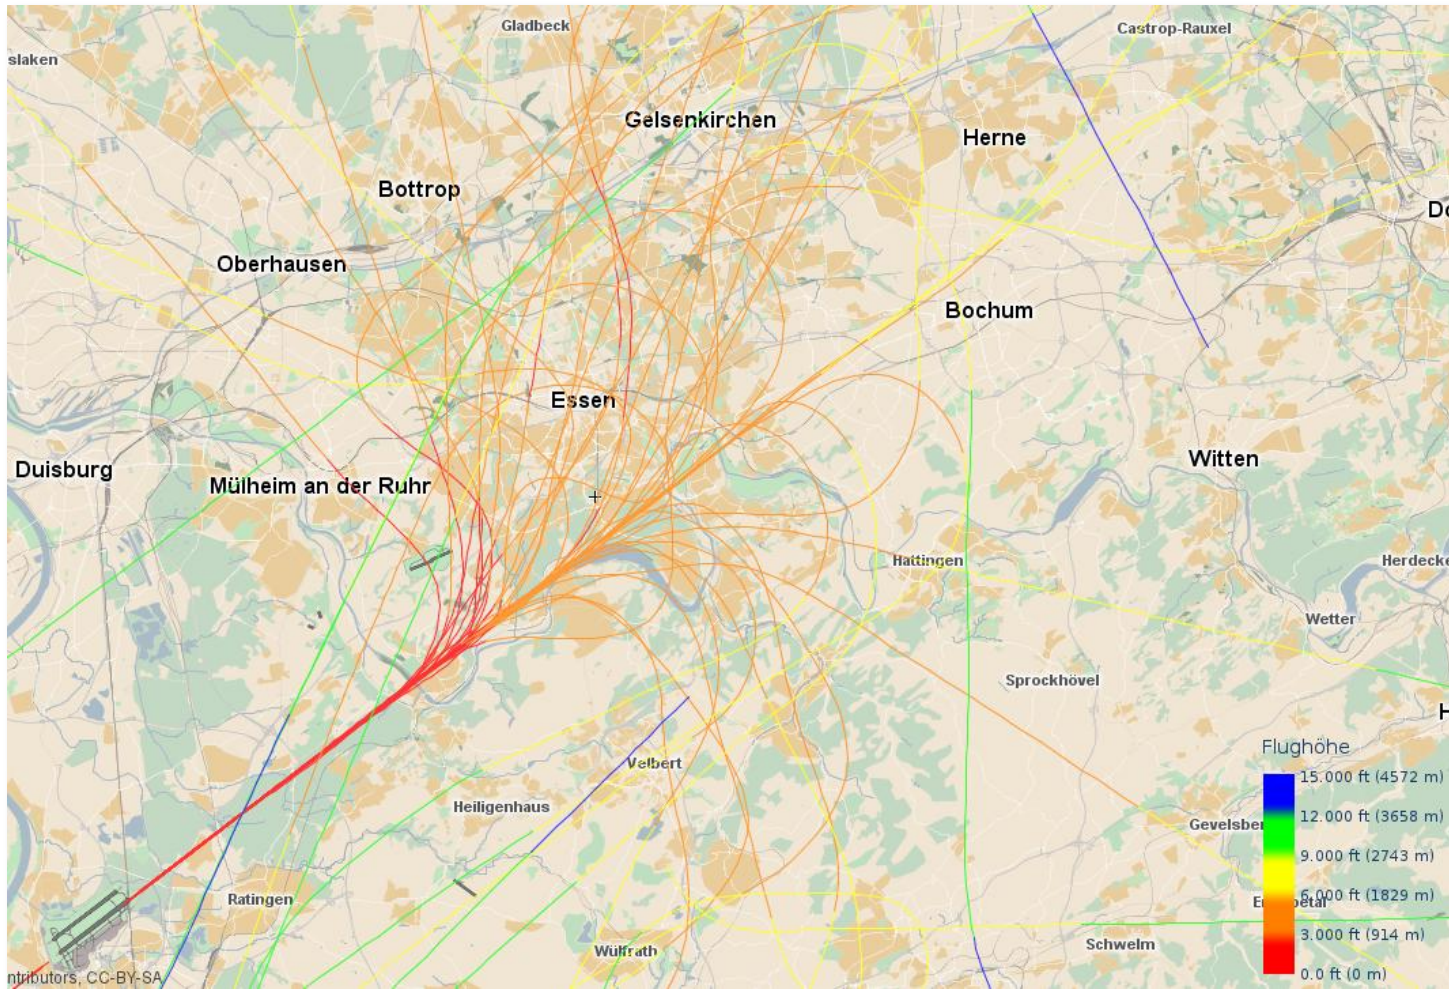 Gladbeck
Castrop-Rauxel
slaken
Gelsenkirchen
Herne
Bottrop
Do
Oberhausen
Bochum
Essen
Duisburg
Mülheim an der Ruhr
Witten
Hattingen
Herdecke
Wetter
Sprockhövel
H
Velbert
Heiligenhaus
Flughöhe
15.000 ft (4572 m)
12.000 ft (3658 m)
Gevelsber
9.000 ft (2743 m)
6.000 ft (1829 m)
Ratingen
3.000 ft (914 m)
Schwelm
Wülfrath
0.0 ft (0 m)
ntributors, CC-BY-SA